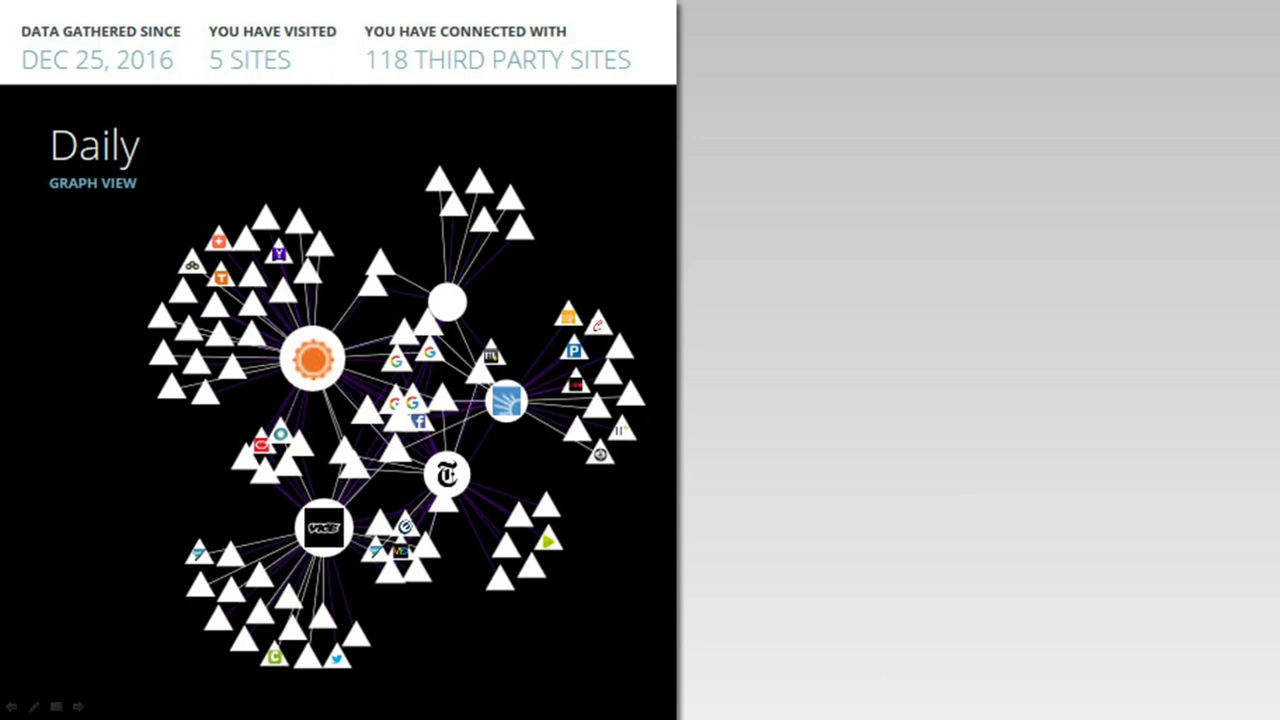 DATA GATHERED SINCE
YOU HAVE VISITED
YOU HAVE CONNECTED WITH
DEC 25, 2016
5 SITES
118 THIRD PARTY SITES
Daily
GRAPH VIEW
VICE